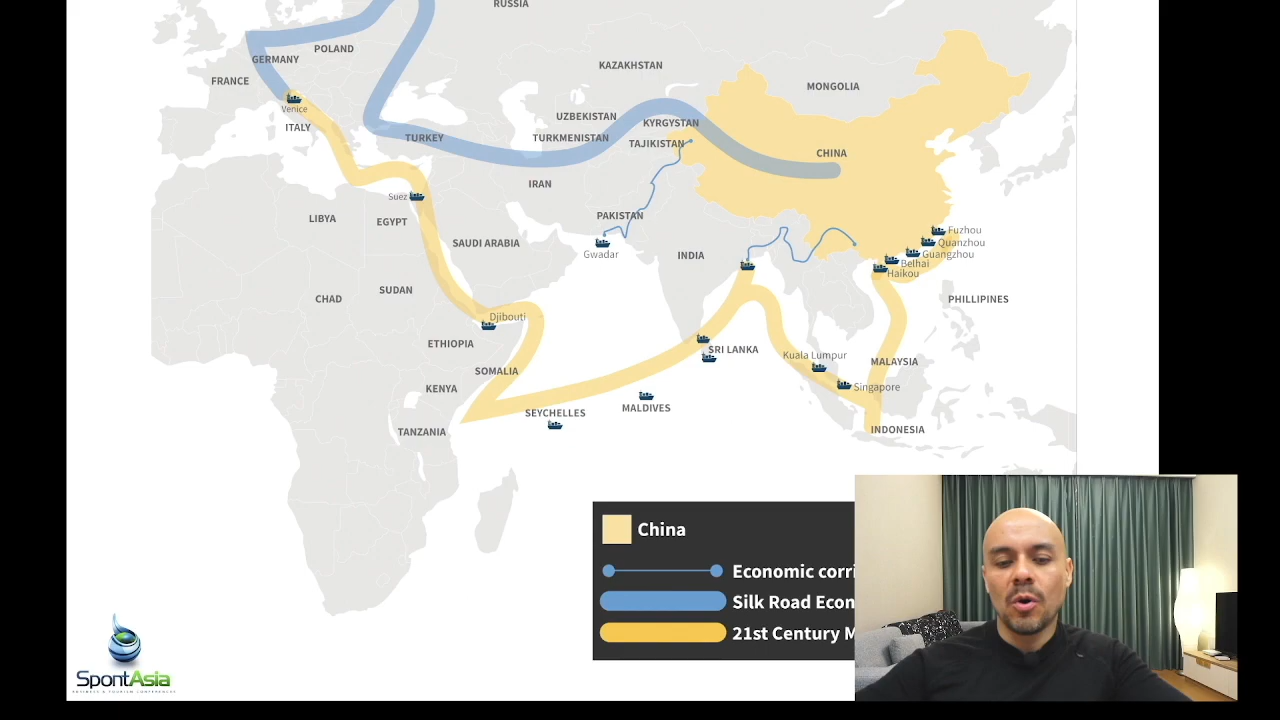 RUSSIA
POLAND
GERMANY
FRANCE
KAZAKHSTAN
MONGOLIA
Venice
ITALY
UZBEKISTAN
KYRGYSTAN
TURKEY
TURKMENISTAN
TAJIKISTAN
CHINA
IRAN
Suez
LIBYA
EGYPT
PAKISTAN
SAUDI ARABIA
Gwadar
INDIA
Fuzhou
Quanzhou
Guangzhou
Belhai
Haikou
SUDAN
CHAD
PHILLIPINES
Djibouti
ETHIOPIA
SRI LANKA
Kuala Lumpur
MALAYSIA
SOMALIA
KENYA
Singapore
SEYCHELLES
MALDIVES
TANZANIA
INDONESIA
China
Economic corri
Silk Road Econ
21st Century M
SpontAsia